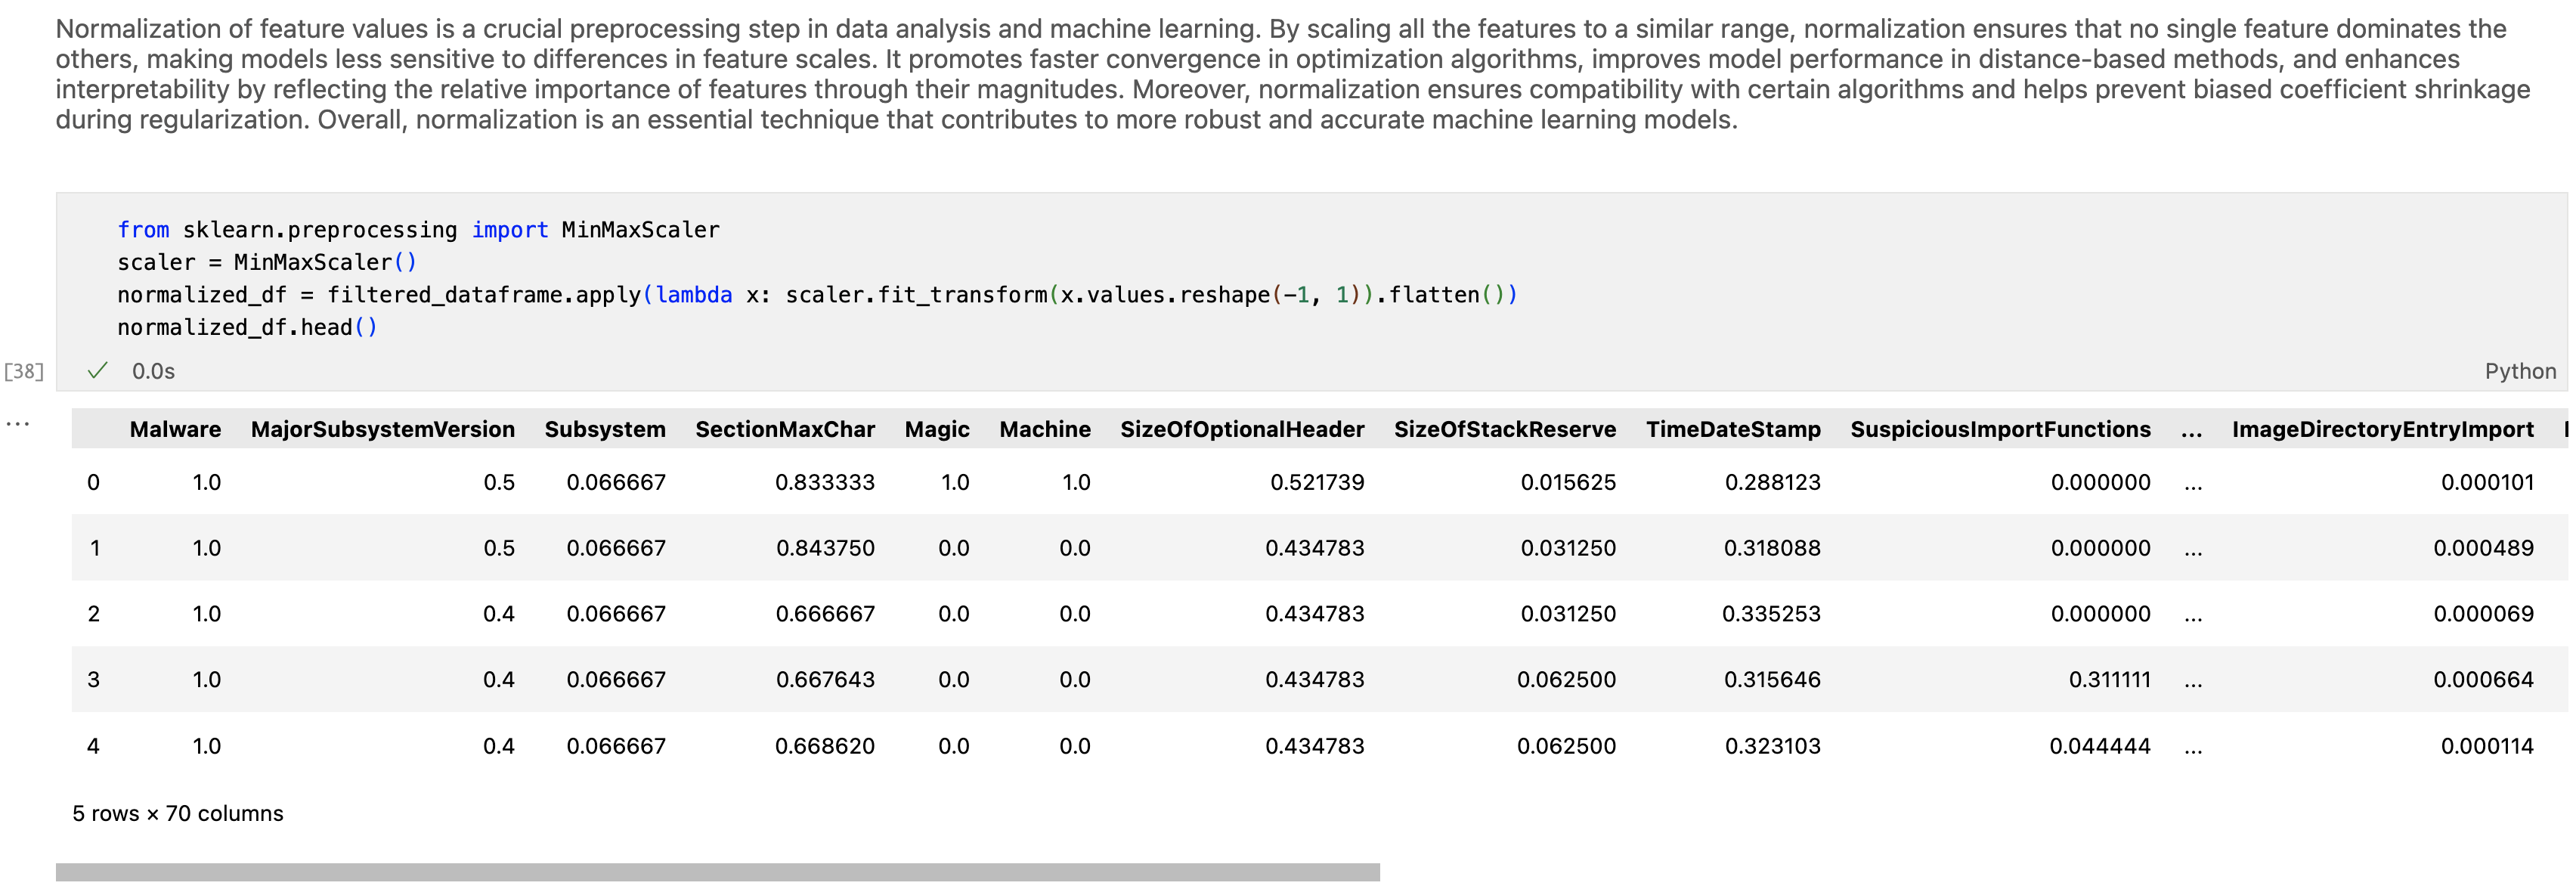 Normalization of feature values is a crucial preprocessing step in data analysis and machine learning. By scaling all the features to a similar range, normalization ensures that no single feature dominates the
others, making models less sensitive to differences in feature scales. It promotes faster convergence in optimization algorithms, improves model performance in distance-based methods, and enhances
interpretability by reflecting the relative importance of features through their magnitudes. Moreover, normalization ensures compatibility with certain algorithms and helps prevent biased coefficient shrinkage
during regularization. Overall, normalization is an essential technique that contributes to more robust and accurate machine learning models.
from sklearn.preprocessing import MinMaxScaler
scaler = MinMaxScaler()
normalized_df = filtered_dataframe.apply(lambda x: scaler.fit_transform(x.values.reshape(-1, 1)).flatten())
normalized_df.head()
[38] ✓ 0.0s Python
... Malware MajorSubsystemVersion Subsystem SectionMaxChar Magic Machine SizeOfOptionalHeader SizeOfStackReserve TimeDateStamp SuspiciousImportFunctions ... ImageDirectoryEntryImport
0 1.0 0.5 0.066667 0.833333 1.0 1.0 0.521739 0.015625 0.288123 0.000000 ... 0.000101
1 1.0 0.5 0.066667 0.843750 0.0 0.0 0.434783 0.031250 0.318088 0.000000 ... 0.000489
2 1.0 0.4 0.066667 0.666667 0.0 0.0 0.434783 0.031250 0.335253 0.000000 ... 0.000069
3 1.0 0.4 0.066667 0.667643 0.0 0.0 0.434783 0.062500 0.315646 0.311111 ... 0.000664
4 1.0 0.4 0.066667 0.668620 0.0 0.0 0.434783 0.062500 0.323103 0.044444 ... 0.000114
5 rows × 70 columns